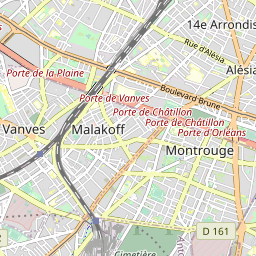 14e Arrondis
Rue d'Alésia
Alésia
Porte de la Plaine
Boulevard Brune
Porte de Vanves
Porte de Châtillon
Porte de Châtillon
Porte d'Orléans
Vanves
Malakoff
Montrouge
D 161
Cimetière